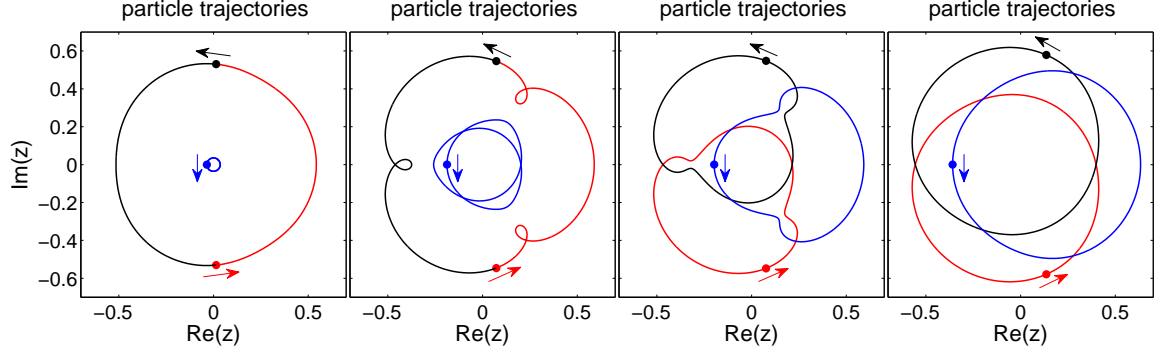 particle trajectories particle trajectories particle trajectories particle trajectories
Im(z)
0.6
0.4
0.2
0
−0.2
−0.4
−0.6
−0.5 0 0.5 −0.5 0 0.5 −0.5 0 0.5 −0.5 0 0.5
Re(z) Re(z) Re(z) Re(z)